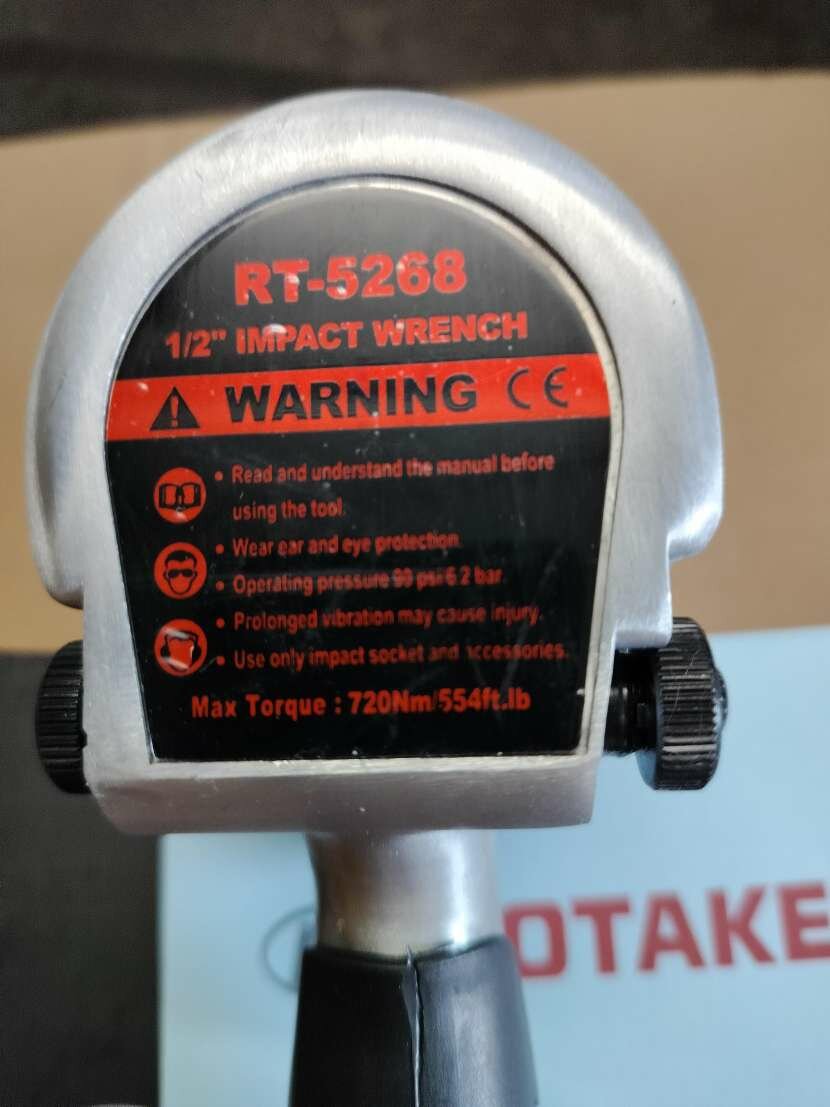 RT-5268
1/2" IMPACT WRENCH
WARNING CE
• Read and understand the manual before
using the tool.
• Wear ear and eye protection.
• Operating pressure 90 psi 6.2 bar.
• Prolonged vibration may cause injury.
• Use only impact socket and accessories.
Max Torque : 720Nm/554ft.lb
OTAKE